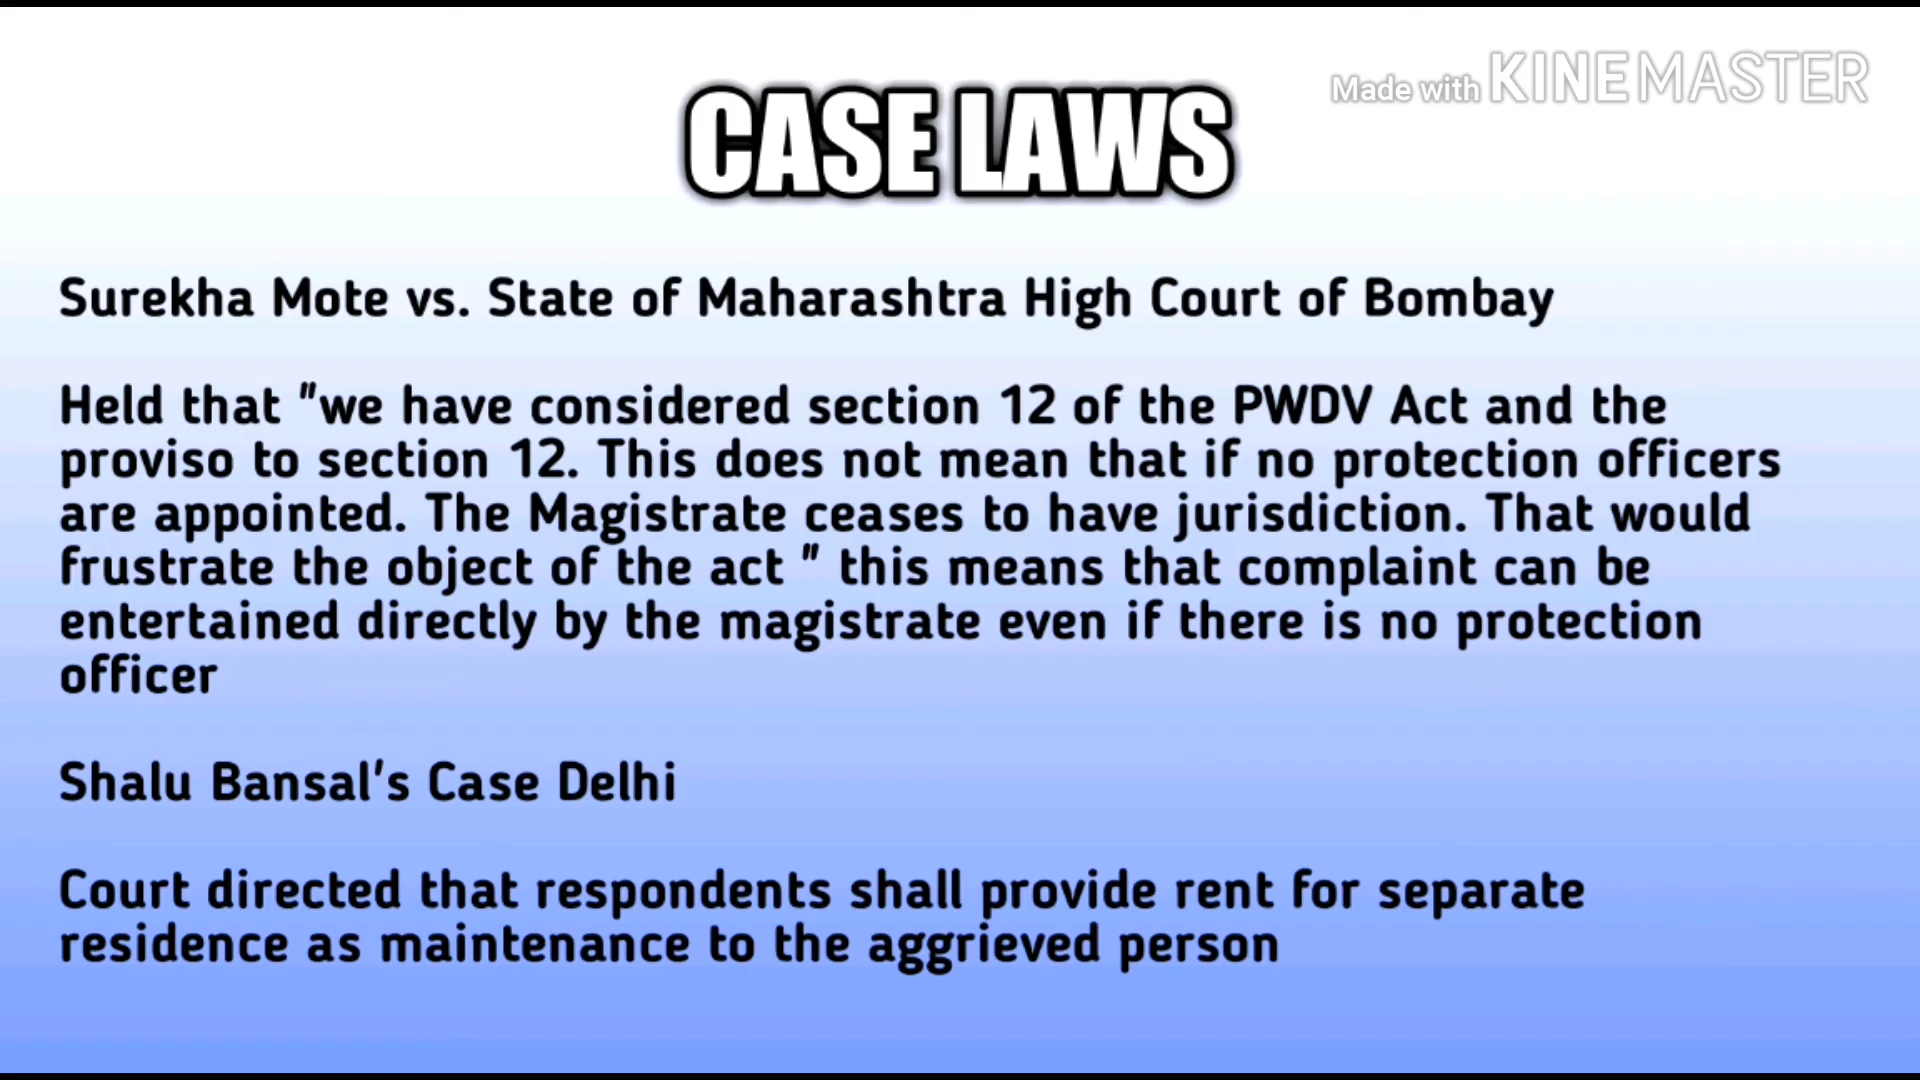 Made with KINEMASTER
CASE LAWS
Surekha Mote vs. State of Maharashtra High Court of Bombay
Held that "we have considered section 12 of the PWDV Act and the
proviso to section 12. This does not mean that if no protection officers
are appointed. The Magistrate ceases to have jurisdiction. That would
frustrate the object of the act " this means that complaint can be
entertained directly by the magistrate even if there is no protection
officer
Shalu Bansal's Case Delhi
Court directed that respondents shall provide rent for separate
residence as maintenance to the aggrieved person